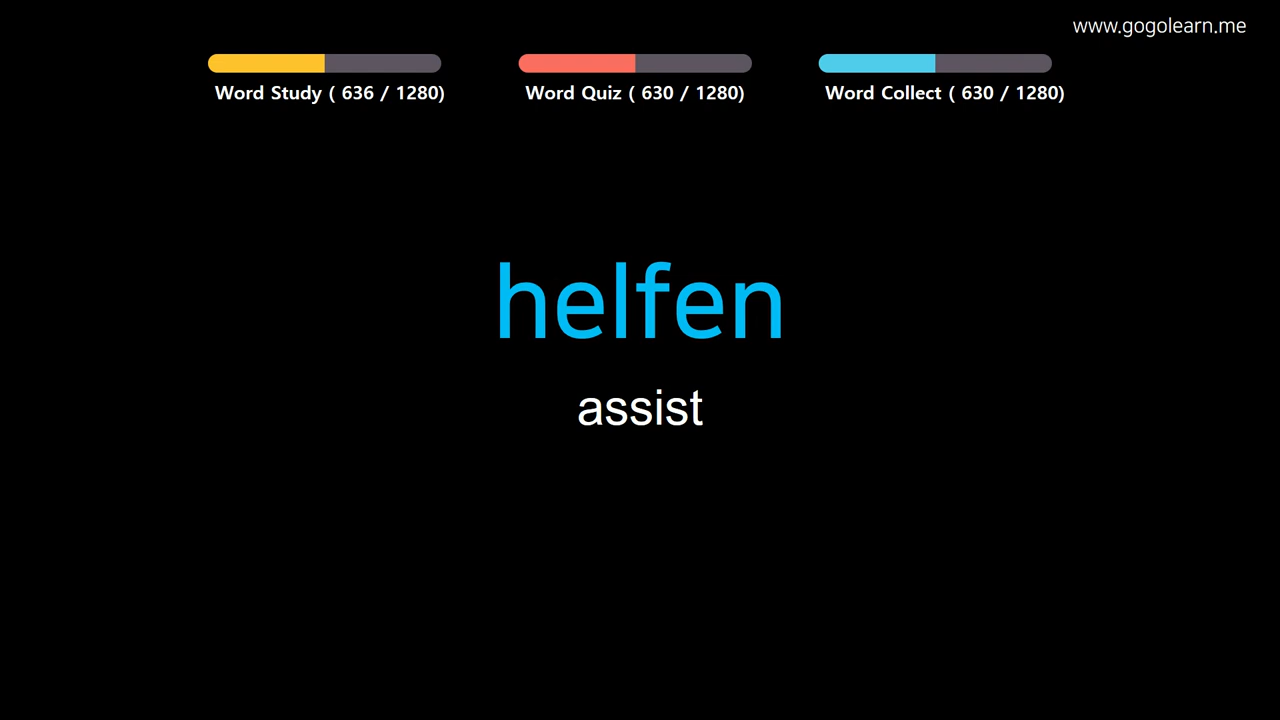 www.gogolearn.me
Word Study ( 636 / 1280)
Word Quiz ( 630 / 1280)
Word Collect ( 630 / 1280)
helfen
assist